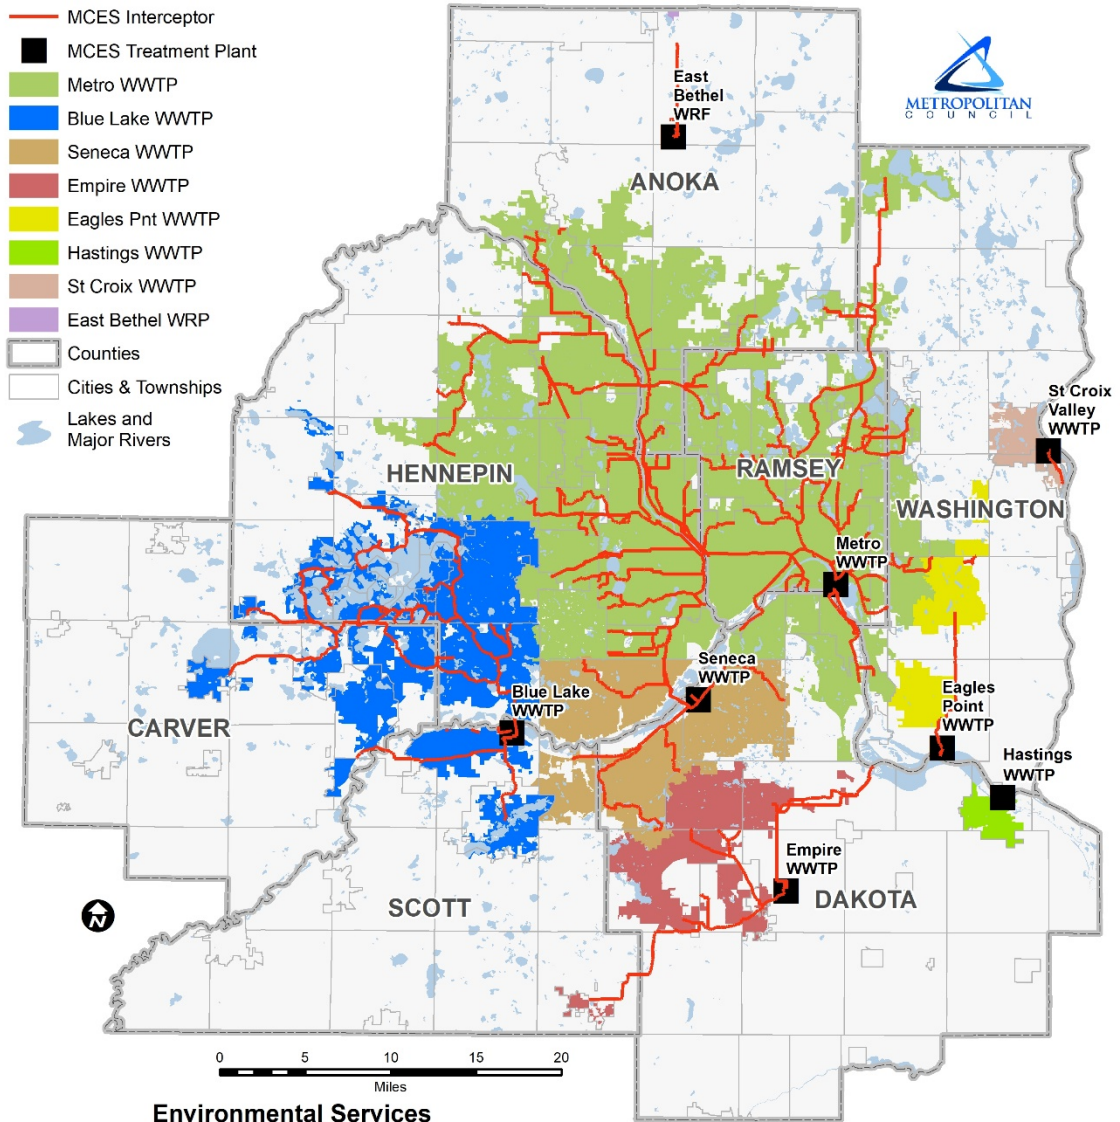 MCES Interceptor
MCES Treatment Plant
Metro WWTP
Blue Lake WWTP
Seneca WWTP
Empire WWTP
Eagles Pnt WWTP
Hastings WWTP
St Croix WWTP
East Bethel WRP
Counties
Cities & Townships
Lakes and
Major Rivers
METROPOLITAN
COUNCIL
East
Bethel
WRF
ANOKA
St Croix
Valley
WWTP
HENNEPIN
RAMSEY
WASHINGTON
Metro
WWTP
Seneca
WWTP
Blue Lake
WWTP
Eagles
Point
WWTP
CARVER
Hastings
WWTP
Empire
WWTP
SCOTT
DAKOTA
N
0 5 10 15 20
Miles
Environmental Services